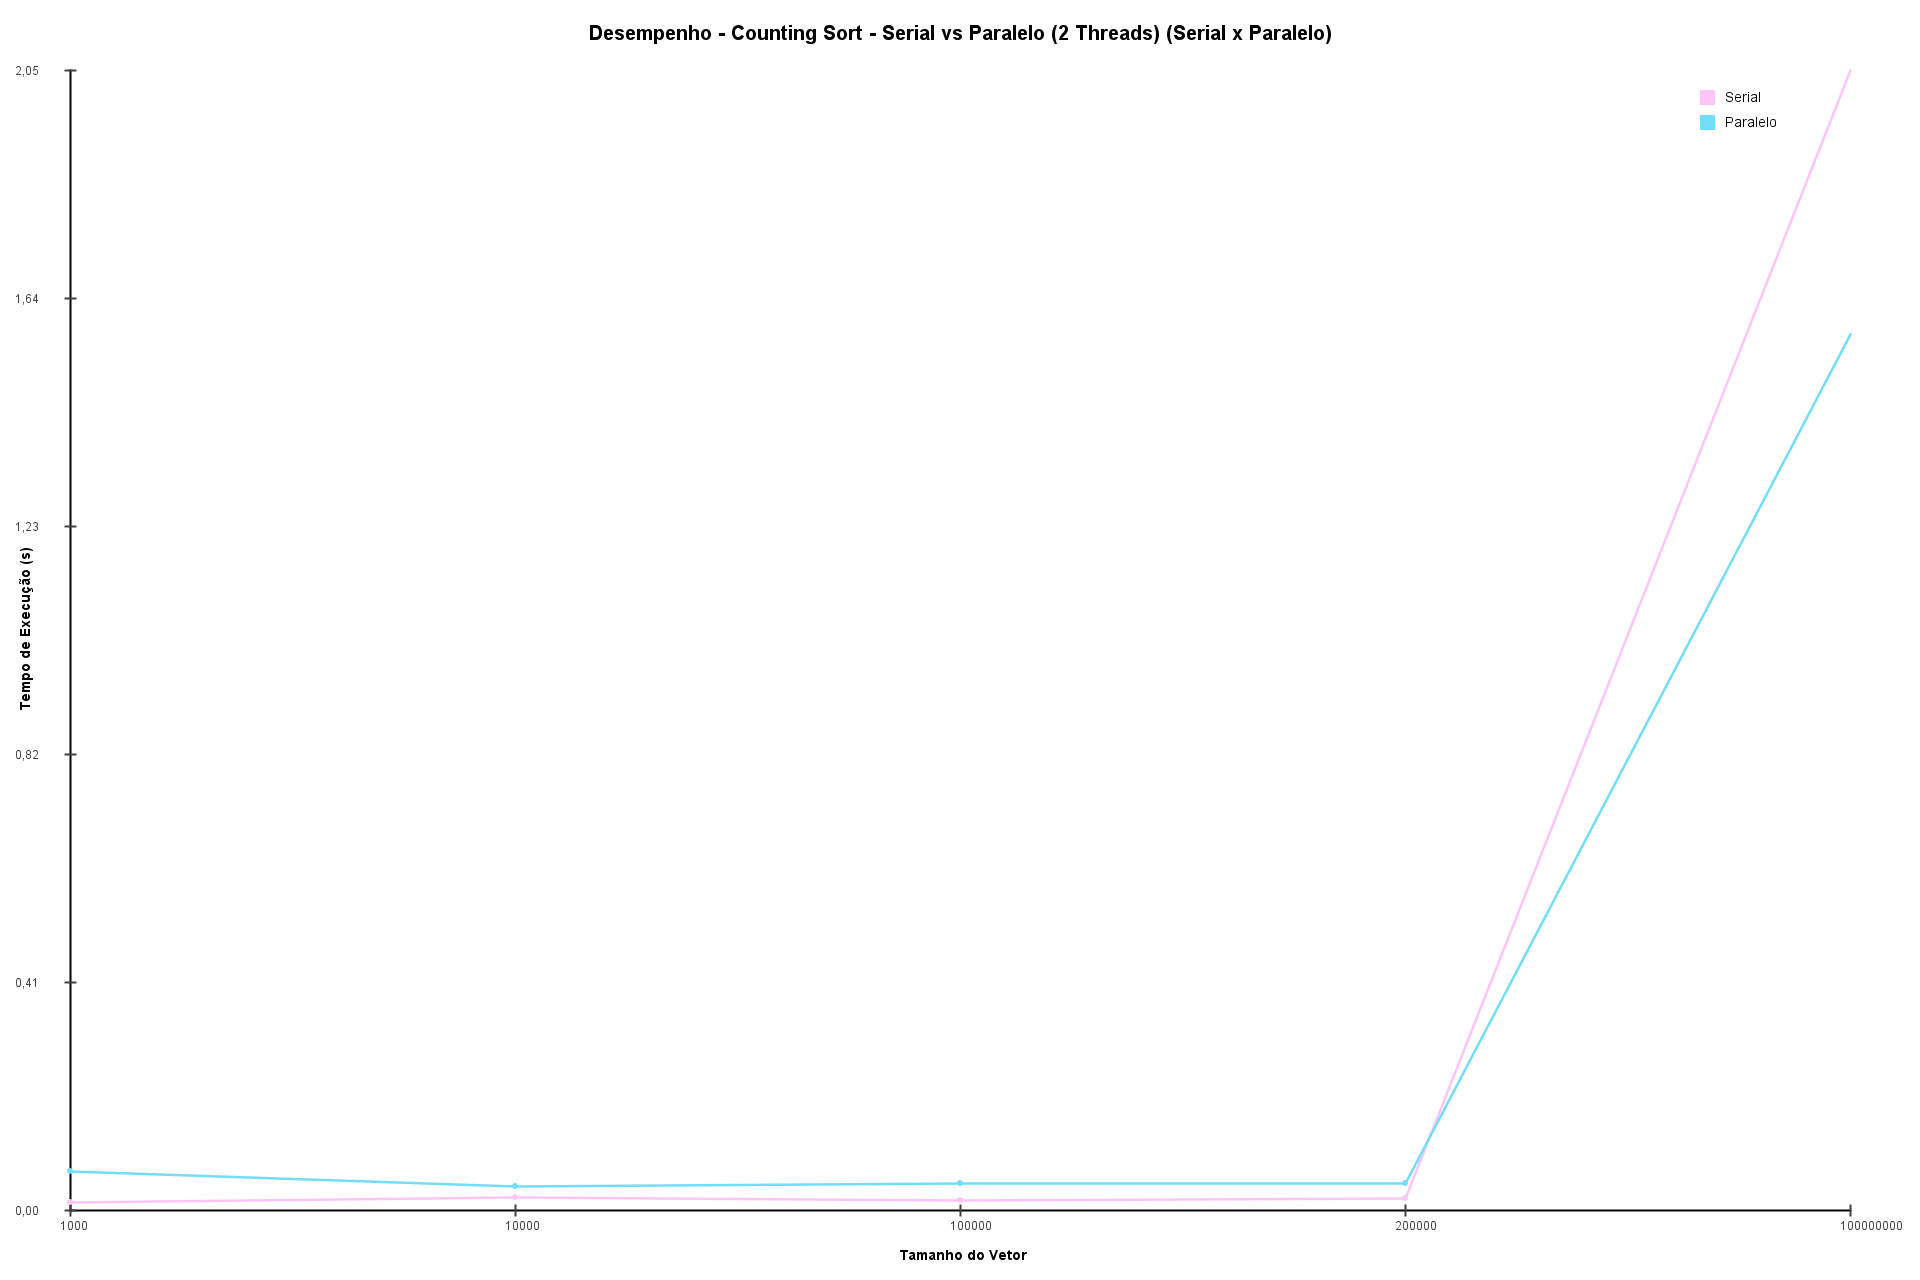 Desempenho - Counting Sort - Serial vs Paralelo (2 Threads) (Serial x Paralelo)
Serial
Paralelo
2,05
1,64
1,23
0,82
0,41
0,00
Tempo de Execução (s)
1000 10000 100000 200000 100000000
Tamanho do Vetor